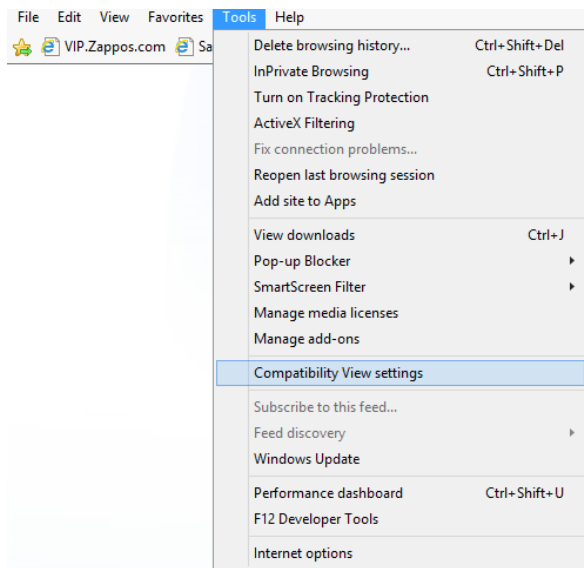 File Edit View Favorites Tools Help
VIP.Zappos.com Sa
Delete browsing history... Ctrl+Shift+Del
InPrivate Browsing Ctrl+Shift+P
Turn on Tracking Protection
ActiveX Filtering
Fix connection problems...
Reopen last browsing session
Add site to Apps
View downloads Ctrl+J
Pop-up Blocker
SmartScreen Filter
Manage media licenses
Manage add-ons
Compatibility View settings
Subscribe to this feed...
Feed discovery
Windows Update
Performance dashboard Ctrl+Shift+U
F12 Developer Tools
Internet options